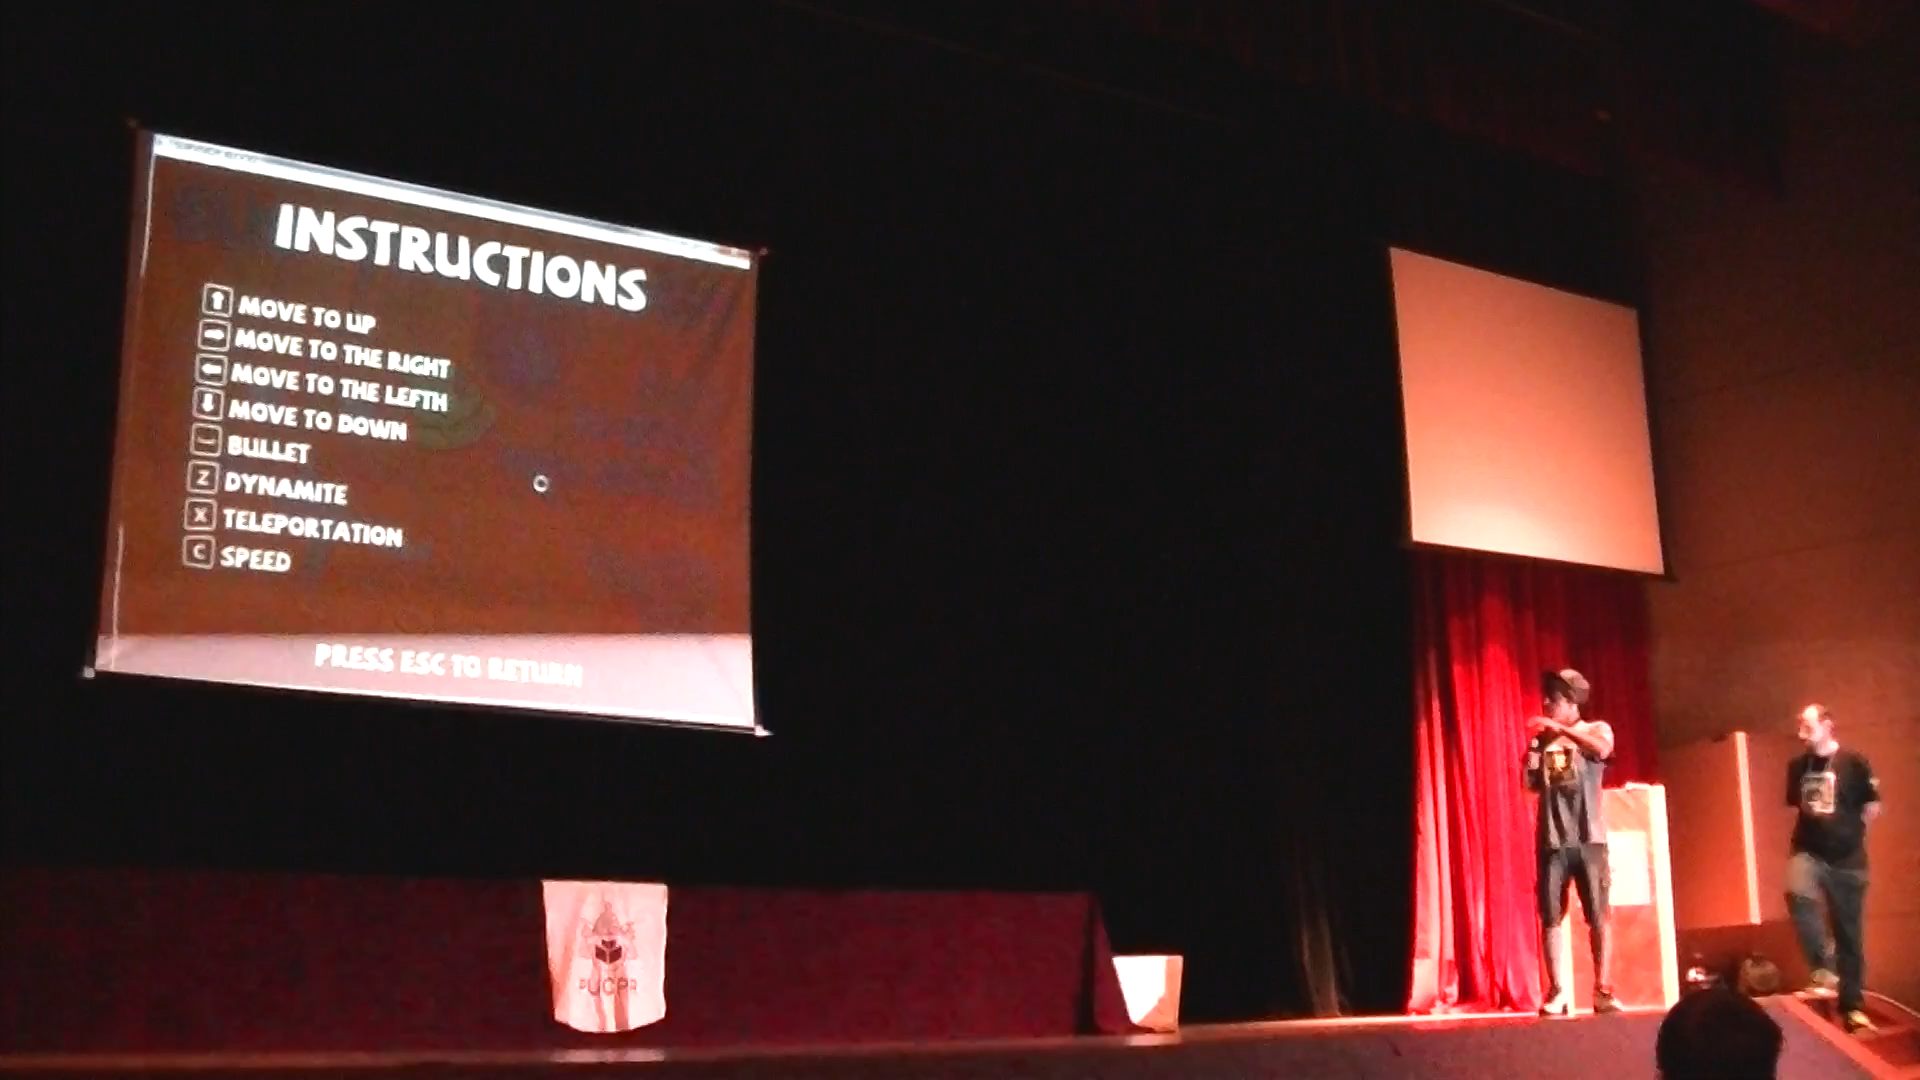 INSTRUCTIONS
MOVE TO UP
MOVE TO THE RIGHT
MOVE TO THE LEFTH
MOVE TO DOWN
BULLET
Z DYNAMITE
X TELEPORTATION
C SPEED
PRESS ESC TO RETURN
PUCPR